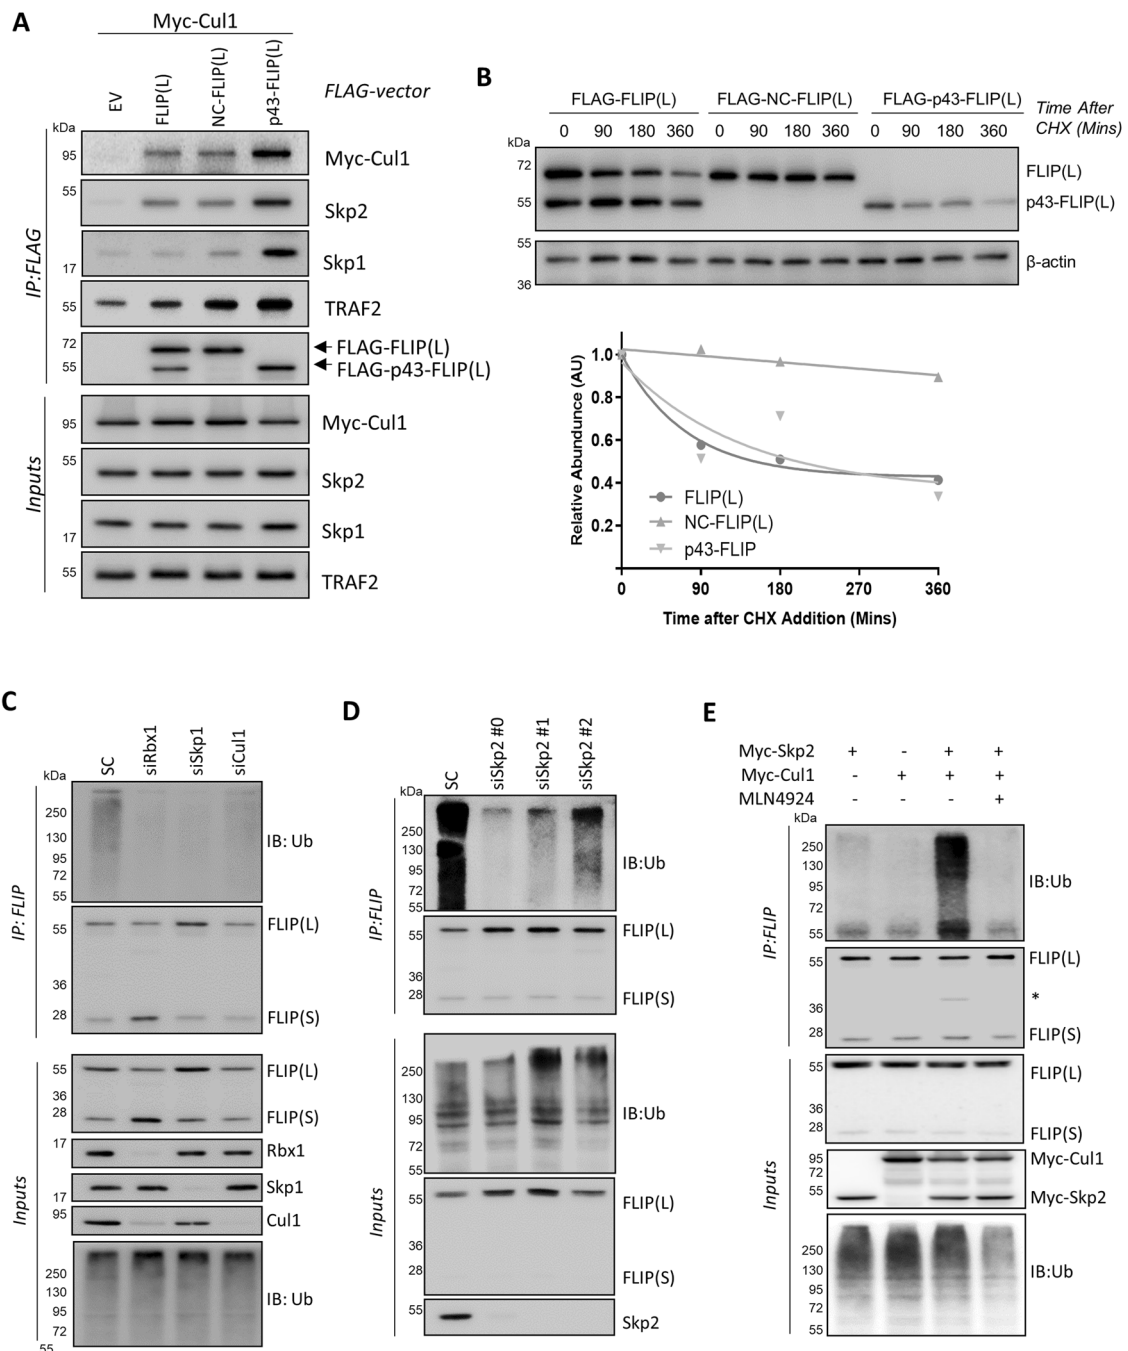 A
Myc-Cul1
EV
FLIP(L)
NC-FLIP(L)
p43-FLIP(L)
FLAG-vector
kDa
IP:FLAG
95
Myc-Cul1
55
Skp2
17
Skp1
55
TRAF2
72
FLAG-FLIP(L)
55
FLAG-p43-FLIP(L)
Inputs
95
Myc-Cul1
55
Skp2
17
Skp1
55
TRAF2
B
FLAG-FLIP(L) FLAG-NC-FLIP(L) FLAG-p43-FLIP(L)
Time After
CHX (Mins)
0 90 180 360 0 90 180 360 0 90 180 360
kDa
72
FLIP(L)
55
p43-FLIP(L)
36
55
β-actin
36
Relative Abundance (AU)
1.0
0.8
0.6
0.4
0.2
FLIP(L)
NC-FLIP(L)
p43-FLIP
0 90 180 270 360
Time after CHX Addition (Mins)
C
SC
siRbx1
siSkp1
siCul1
kDa
IP: FLIP
250
130
95
72
55
IB: Ub
55
FLIP(L)
36
28
FLIP(S)
Inputs
55
FLIP(L)
36
28
FLIP(S)
17
Rbx1
17
Skp1
95
Cul1
250
130
95
72
55
IB: Ub
D
SC
siSkp2 #0
siSkp2 #1
siSkp2 #2
kDa
IP:FLIP
250
130
95
72
55
IB:Ub
55
FLIP(L)
36
28
FLIP(S)
Inputs
250
130
95
72
55
IB:Ub
55
FLIP(L)
36
28
FLIP(S)
55
Skp2
E
Myc-Skp2 + - + +
Myc-Cul1 - + + +
MLN4924 - - - +
kDa
IP:FLIP
250
130
95
72
55
IB:Ub
55
FLIP(L)
36
*
28
FLIP(S)
Inputs
55
FLIP(L)
36
28
FLIP(S)
95
Myc-Cul1
72
55
Myc-Skp2
250
130
95
72
55
IB:Ub